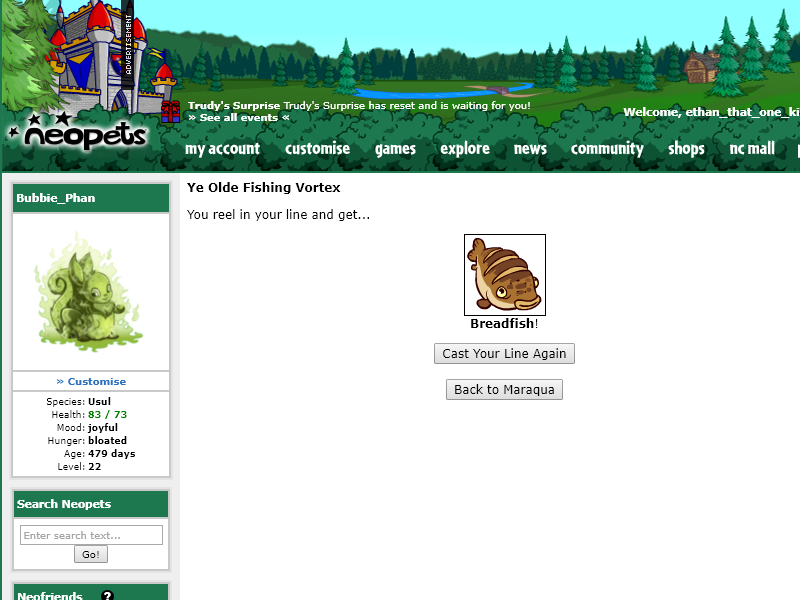 ADVERTISEMENT
Trudy's Surprise Trudy's Surprise has reset and is waiting for you!
» See all events «
Welcome, ethan_that_one_ki
neopets
my account customise games explore news community shops nc mall
Bubbie_Phan
» Customise
Species: Usul
Health: 83 / 73
Mood: joyful
Hunger: bloated
Age: 479 days
Level: 22
Search Neopets
Enter search text...
Go!
Neofriends ?
Ye Olde Fishing Vortex
You reel in your line and get...
Breadfish!
Cast Your Line Again
Back to Maraqua